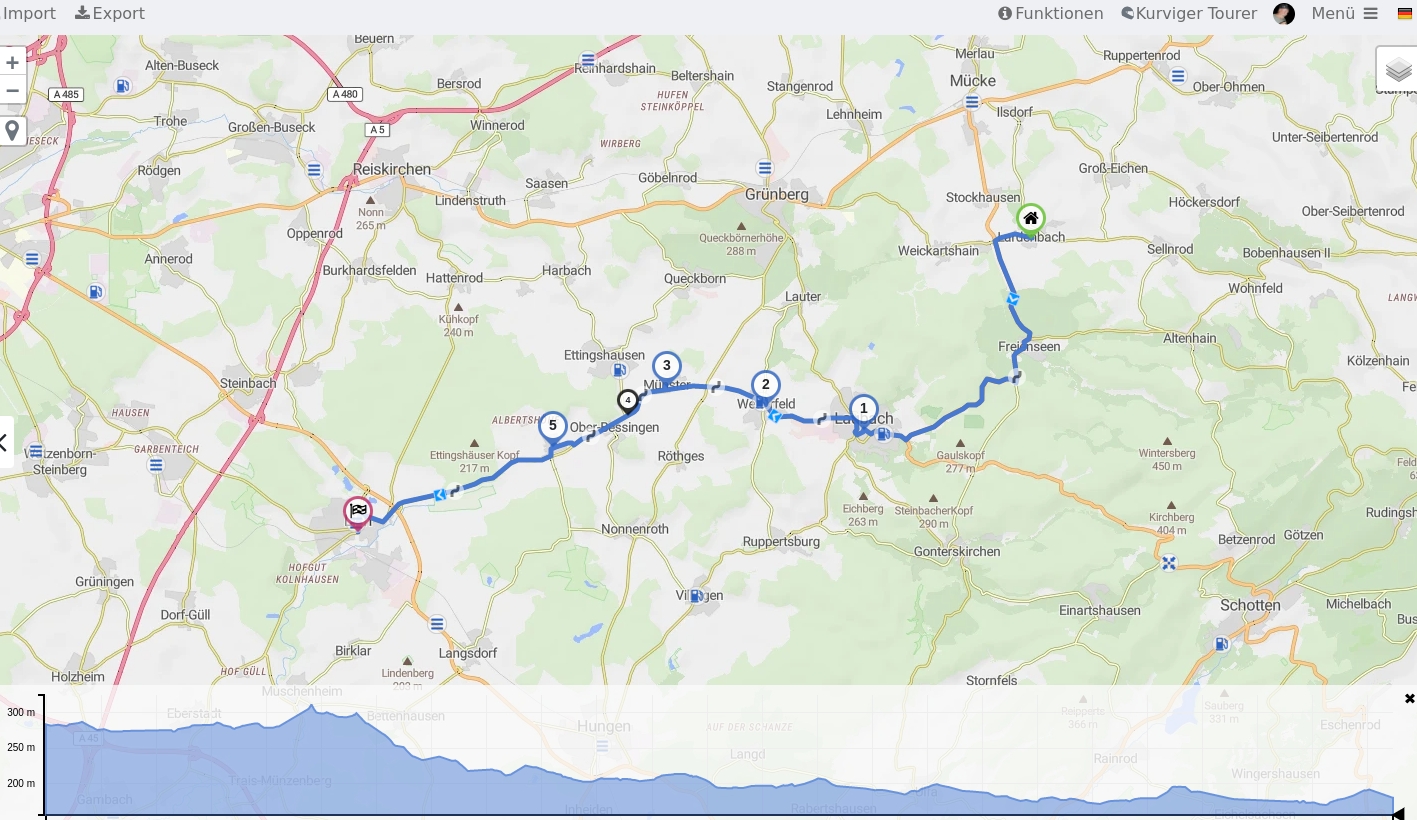 Import
Export
Funktionen
Kurviger Tourer
Menü
Beuern
Alten-Buseck
A 485
Bersrod
A 480
Reinhardshain
Beltershain
HUFEN
STEINKÖPPEL
Stangenrod
Lehnheim
Merlau
Mücke
Ilsdorf
Ruppertenrod
Ober-Ohmen
Trohe
Großen-Buseck
A 5
Winnerod
WIRBERG
Unter-Seibertenrod
Rödgen
Reiskirchen
Saasen
Göbelnrod
Grünberg
Groß-Eichen
Lindenstruth
Stockhausen
Höckersdorf
Ober-Seibertenrod
Nonn
265 m
Oppenrod
Queckbörnerhöhe
288 m
Weickartshain
Lardenbach
Sellnrod
Bobenhausen II
Annerod
Burkhardsfelden
Hattenrod
Harbach
Queckborn
Lauter
Wohnfeld
Kühkopf
240 m
Ettingshausen
Freienseen
Altenhain
Kölzenhain
Steinbach
3
Münster
2
4
1
Laubach
HAUSEN
GARBENTEICH
5
Ober-Bessingen
Ettingshäuser Kopf
217 m
Röthges
Gaulskopf
277 m
Wintersberg
450 m
Steinberg
Eichberg
263 m
SteinbacherKopf
290 m
Kirchberg
404 m
Nonnenroth
Ruppertsburg
Gonterskirchen
Betzenrod
Götzen
HOFGUT
KOLNHAUSEN
Grüningen
Villingen
Einartshausen
Schotten
Michelbach
Dorf-Güll
Birklar
Langsdorf
Holzheim
HOF GÜLL
Lindenberg
Stornfels
Muschenheim
300 m
Eberstadt
Bettenhausen
Hungen
AUF DER SCHANZE
Reipperts
366 m
Sauberg
331 m
Eschenrod
A 45
250 m
Langd
Rainrod
Wingershausen
200 m
Trais-Münzenberg
Gambach
Inheiden
Rabertshausen